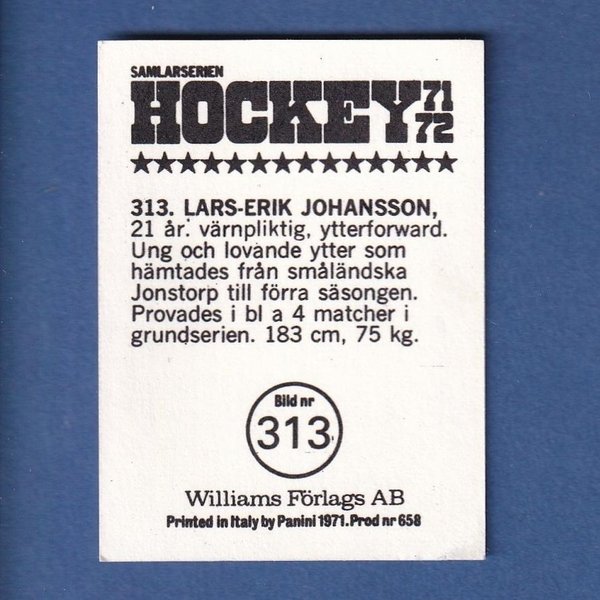 SAMLARSERIEN
HOCKEY 71
72
★★★★★★★★★★★★★★
313. LARS-ERIK JOHANSSON,
21 år. värnpliktig, ytterforward.
Ung och lovande ytter som
hämtades från småländska
Jonstorp till förra säsongen.
Provades i bl a 4 matcher i
grundserien. 183 cm, 75 kg.
Bild nr
313
Williams Förlags AB
Printed in Italy by Panini 1971. Prod nr 658